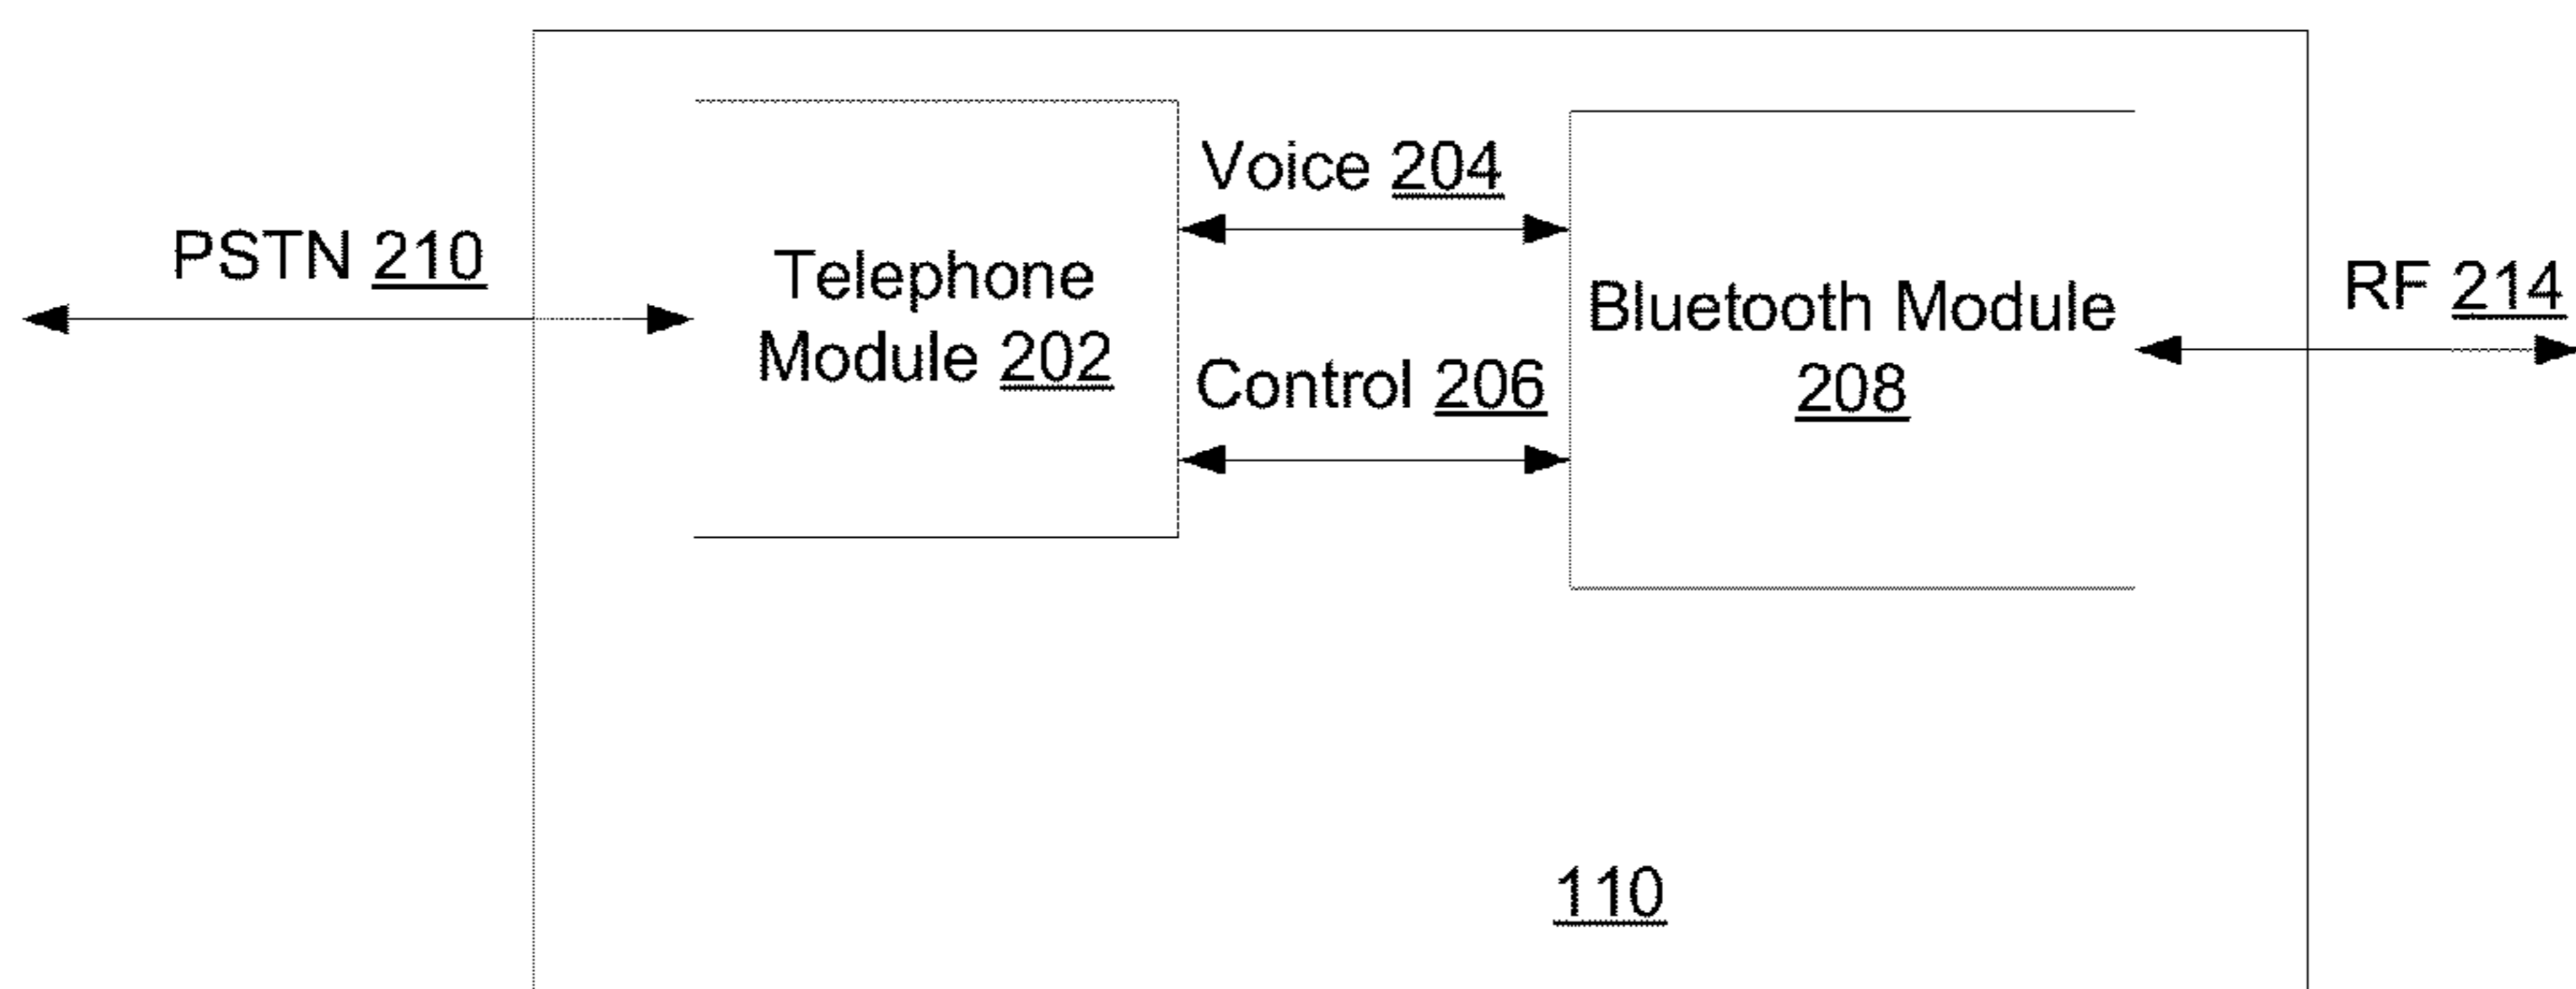 PSTN 210
Telephone
Module 202
Voice 204
Control 206
Bluetooth Module
208
RF 214
110